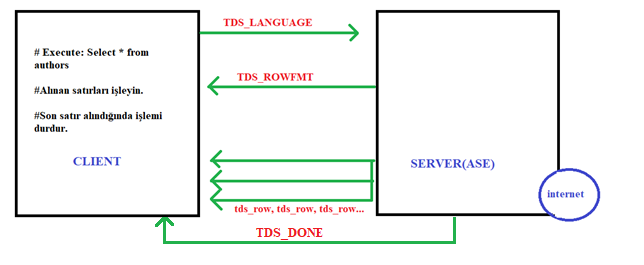 TDS_LANGUAGE
# Execute: Select * from
authors
#Alınan satırları işleyin.
#Son satır alındığında işlemi
durdur.
CLIENT
TDS_ROWFMT
SERVER(ASE)
internet
tds_row, tds_row, tds_row...
TDS_DONE